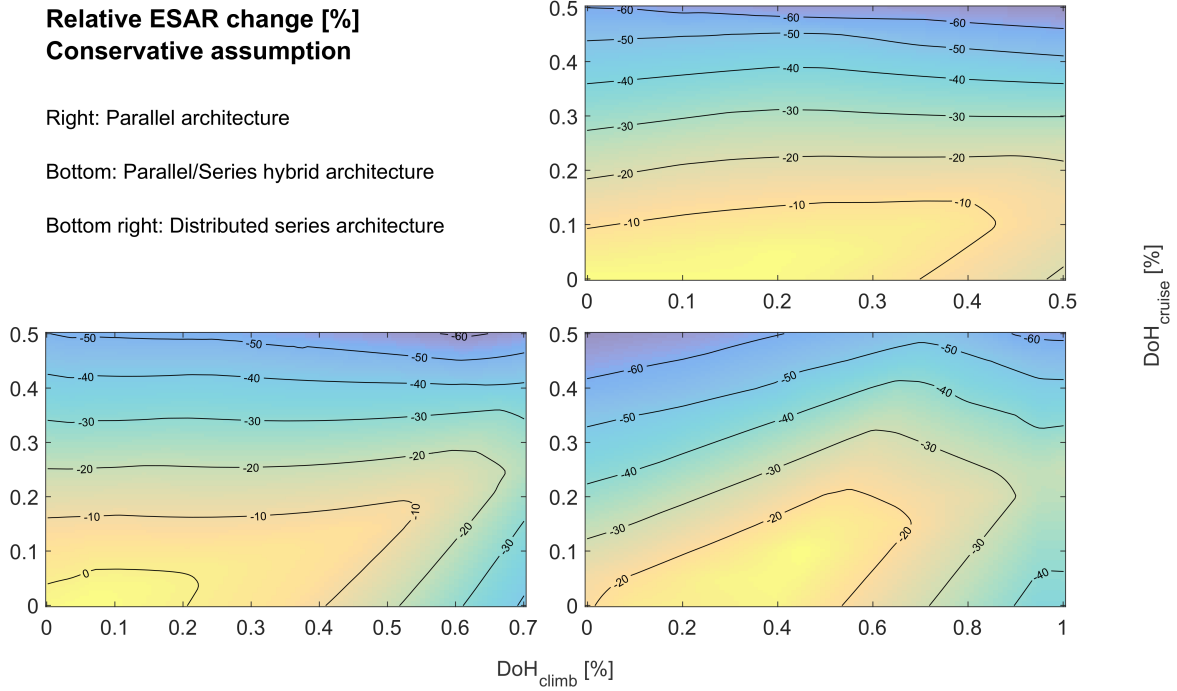 Relative ESAR change [%]
Conservative assumption
Right: Parallel architecture
Bottom: Parallel/Series hybrid architecture
Bottom right: Distributed series architecture
0.5
0.4
0.3
0.2
0.1
0
-60 -60 -60
-50 -50 -50
-40 -40 -40
-30 -30 -30
-20 -20 -20
-10 -10 -10
0 0.1 0.2 0.3 0.4 0.5
DoHcruise [%]
0.5
0.4
0.3
0.2
0.1
0
-60
-50 -50 -50
-40 -40 -40
-30 -30 -30
-20 -20 -20 -20
-10 -10 -10
-30
0
0 0.1 0.2 0.3 0.4 0.5 0.6 0.7
0.5
0.4
0.3
0.2
0.1
0
-60 -60
-50 -50 -50
-40 -40 -40
-30 -30 -30
-20 -20 -20
-30
-40
0 0.2 0.4 0.6 0.8 1
DoHclimb [%]